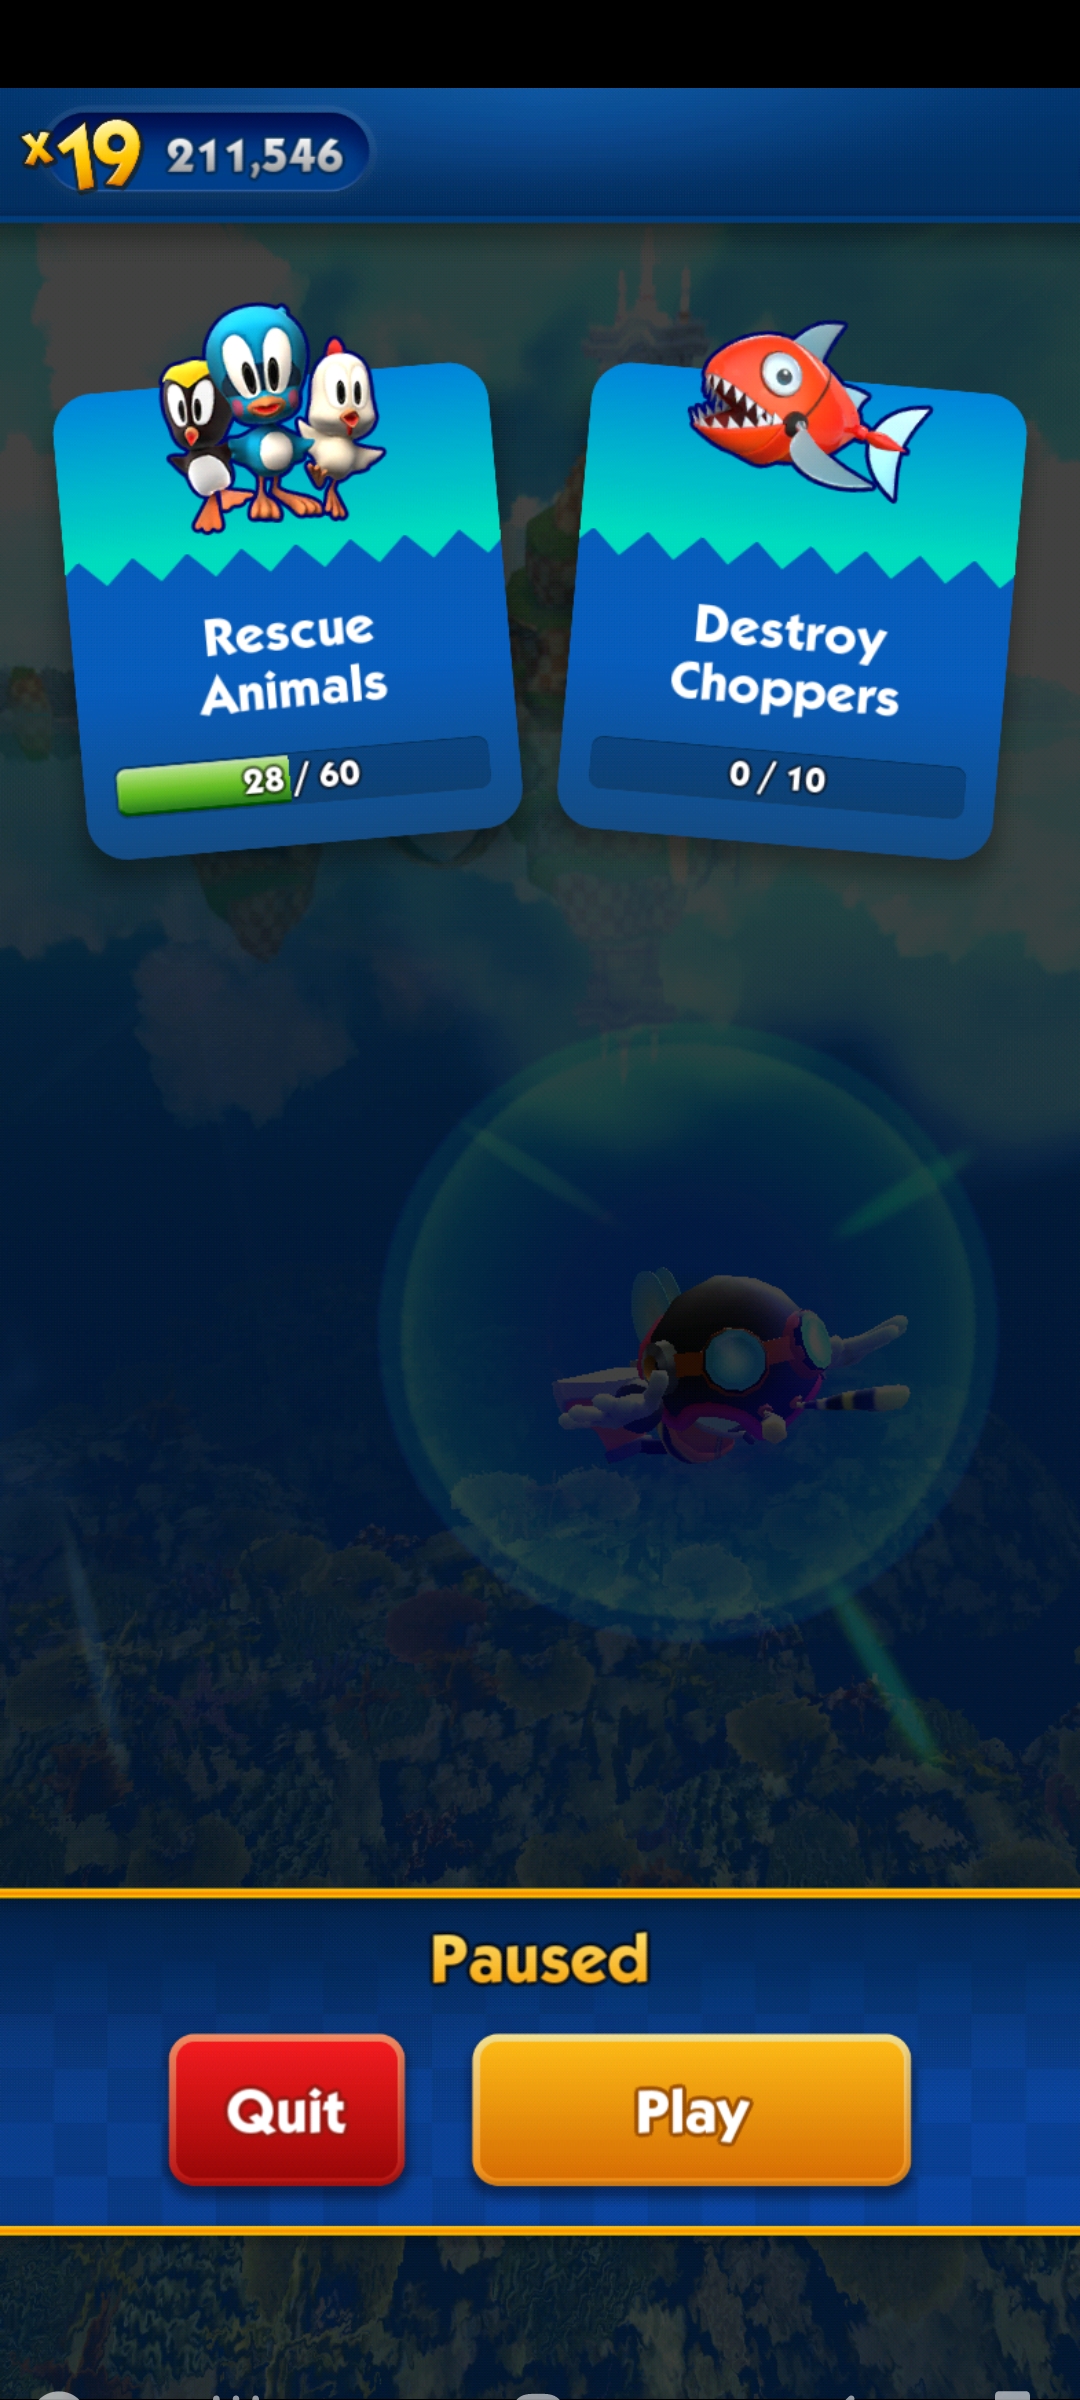 x19 211,546
Rescue
Animals
28 / 60
Destroy
Choppers
0 / 10
Paused
Quit
Play